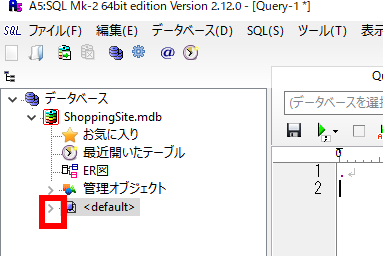 A5:SQL Mk-2 64bit edition Version 2.12.0 - [Query-1 *]
SQL ファイル(F) 編集(E) データベース(D) SQL(S) ツール(T) 表示
データベース
ShoppingSite.mdb
お気に入り
最近開いたテーブル
ER図
管理オブジェクト
<default>
Qu
(データベースを選択
0
1
2